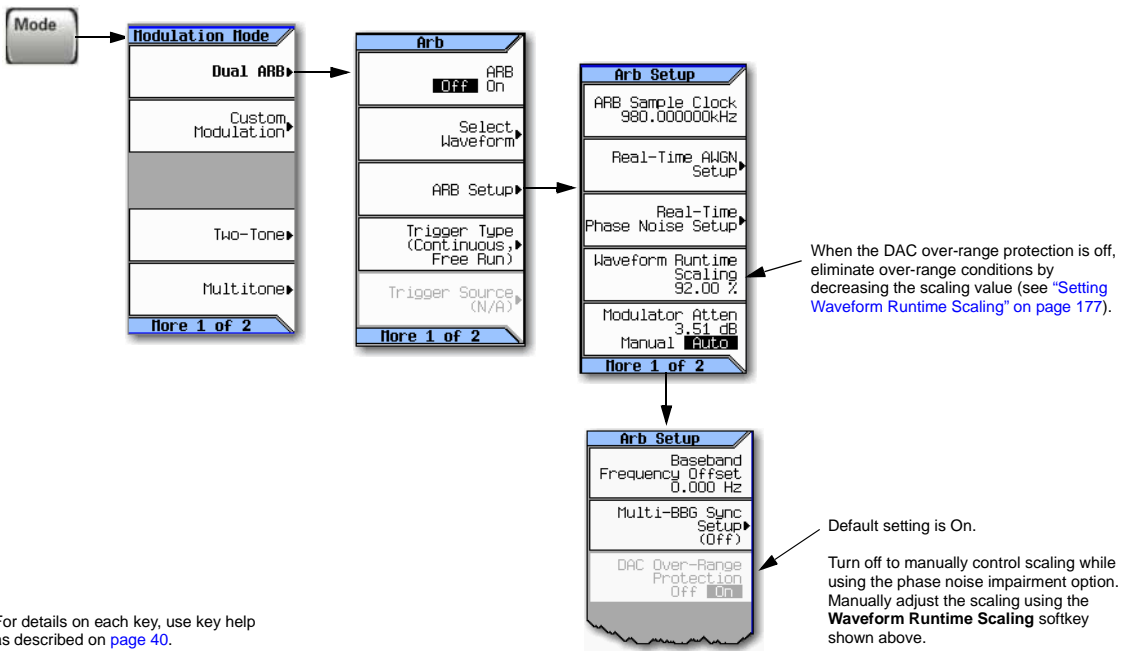 Mode
Modulation Mode
Dual ARB
Custom
Modulation
Two-Tone
Multitone
More 1 of 2
Arb
ARB
Off On
Select
Waveform
ARB Setup
Trigger Type
(Continuous,
Free Run)
Trigger Source
(N/A)
More 1 of 2
Arb Setup
ARB Sample Clock
980.000000kHz
Real-Time AWGN
Setup
Real-Time
Phase Noise Setup
Waveform Runtime
Scaling
92.00 %
Modulator Atten
3.51 dB
Manual Auto
More 1 of 2
When the DAC over-range protection is off,
eliminate over-range conditions by
decreasing the scaling value (see “Setting
Waveform Runtime Scaling” on page 177).
Arb Setup
Baseband
Frequency Offset
0.000 Hz
Multi-BBG Sync
Setup
(Off)
DAC Over-Range
Protection
Off On
Default setting is On.
Turn off to manually control scaling while
using the phase noise impairment option.
Manually adjust the scaling using the
Waveform Runtime Scaling softkey
shown above.
For details on each key, use key help
as described on page 40.